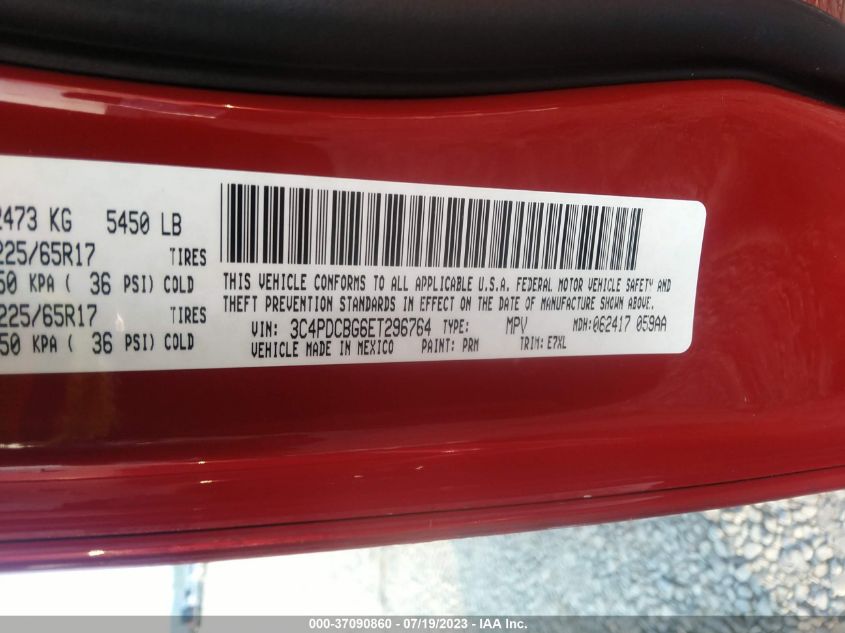 2473 KG 5450 LB
225/65R17 TIRES
50 KPA ( 36 PSI) COLD
225/65R17 TIRES
50 KPA ( 36 PSI) COLD
THIS VEHICLE CONFORMS TO ALL APPLICABLE U.S.A. FEDERAL MOTOR VEHICLE SAFETY AND
THEFT PREVENTION STANDARDS IN EFFECT ON THE DATE OF MANUFACTURE SHOWN ABOVE.
VIN: 3C4PDCBG6ET296764 TYPE: MPV MDH:062417 059AA
VEHICLE MADE IN MEXICO PAINT: PRM TRIM: E7XL
000-37090860 - 07/19/2023 - IAA Inc.